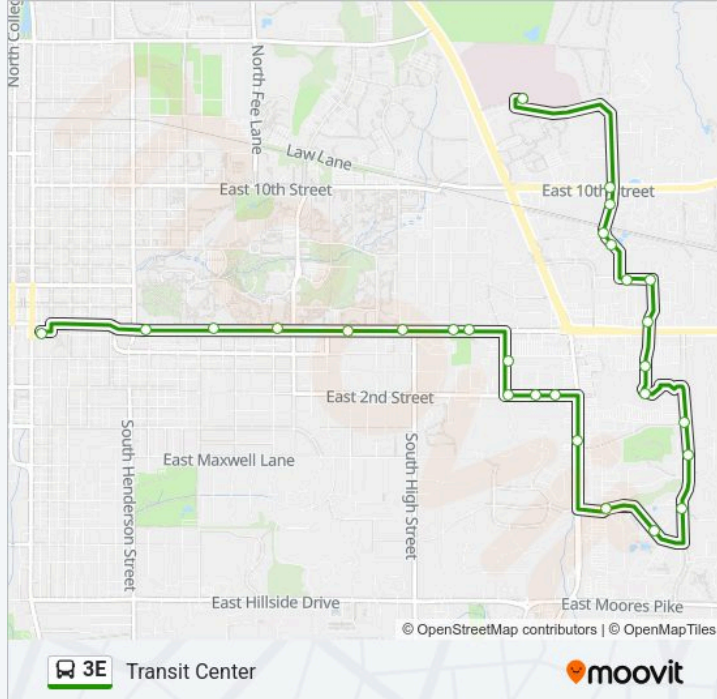 North Colleg
North Fee Lane
Law Lane
East 10th Street
East 10th Street
East 2nd Street
East Maxwell Lane
South Henderson Street
South High Street
East Hillside Drive
East Moores Pike
© OpenStreetMap contributors | © OpenMapTiles
3E Transit Center
moovit